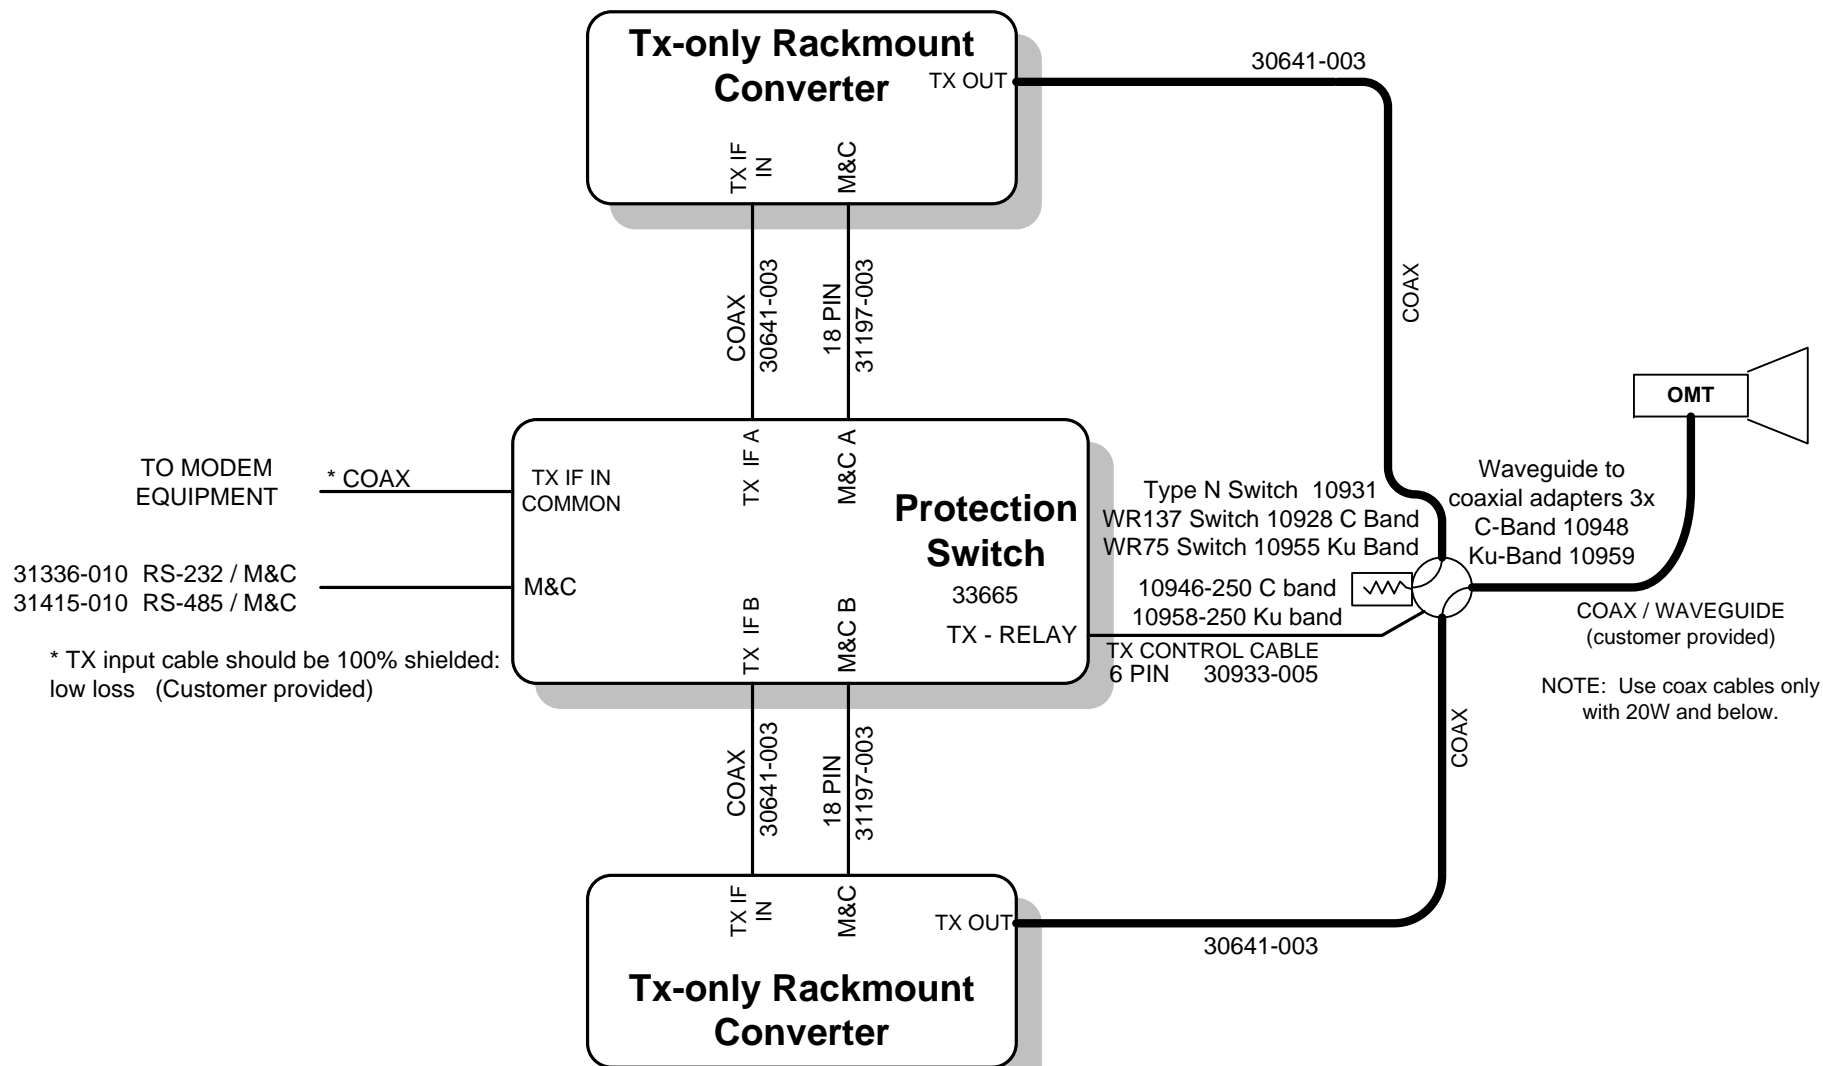 Tx-only Rackmount
Converter
TX OUT
30641-003
TX IF
IN
M&C
COAX
COAX
30641-003
18 PIN
31197-003
OMT
TO MODEM
EQUIPMENT
* COAX
TX IF IN
COMMON
TX IF A
M&C A
Protection
Switch
33665
TX - RELAY
Type N Switch 10931
WR137 Switch 10928 C Band
WR75 Switch 10955 Ku Band
Waveguide to
coaxial adapters 3x
C-Band 10948
Ku-Band 10959
31336-010 RS-232 / M&C
31415-010 RS-485 / M&C
M&C
TX IF B
M&C B
10946-250 C band
10958-250 Ku band
COAX / WAVEGUIDE
(customer provided)
* TX input cable should be 100% shielded:
low loss (Customer provided)
TX CONTROL CABLE
6 PIN 30933-005
NOTE: Use coax cables only
with 20W and below.
COAX
30641-003
18 PIN
31197-003
COAX
TX IF
IN
M&C
TX OUT
30641-003
Tx-only Rackmount
Converter